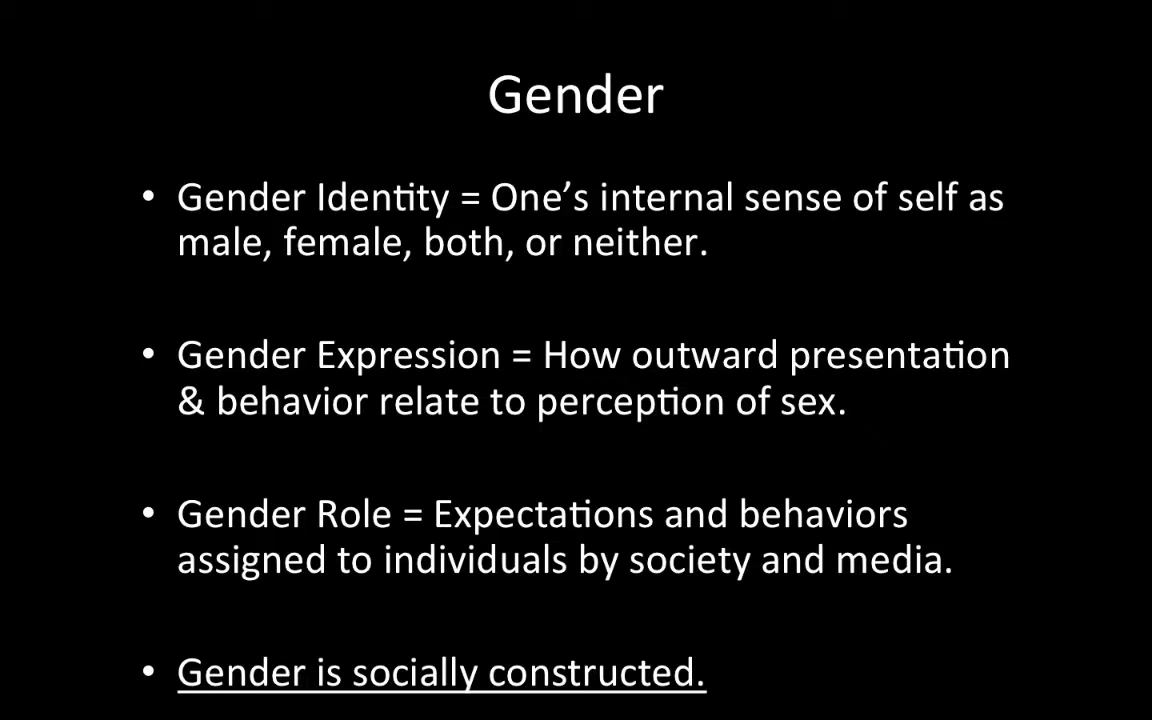 Gender
• Gender Identity = One’s internal sense of self as
male, female, both, or neither.
• Gender Expression = How outward presentation
& behavior relate to perception of sex.
• Gender Role = Expectations and behaviors
assigned to individuals by society and media.
• Gender is socially constructed.